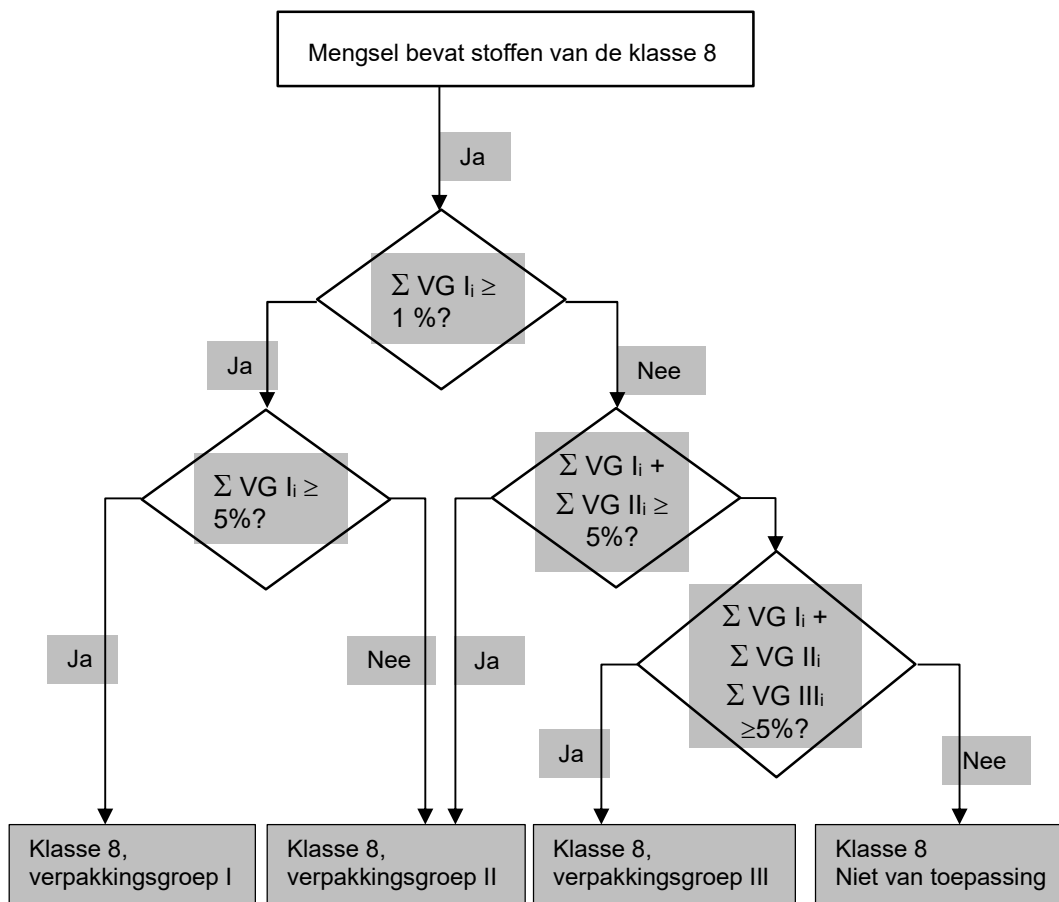 Mengsel bevat stoffen van de klasse 8
Ja
Σ VG Iᵢ ≥
1 %?
Ja
Nee
Σ VG Iᵢ ≥
5%?
Σ VG Iᵢ +
Σ VG IIᵢ ≥
5%?
Σ VG Iᵢ +
Σ VG IIᵢ
Σ VG IIIᵢ
≥5%?
Ja
Nee
Ja
Ja
Nee
Klasse 8,
verpakkingsgroep I
Klasse 8,
verpakkingsgroep II
Klasse 8,
verpakkingsgroep III
Klasse 8
Niet van toepassing